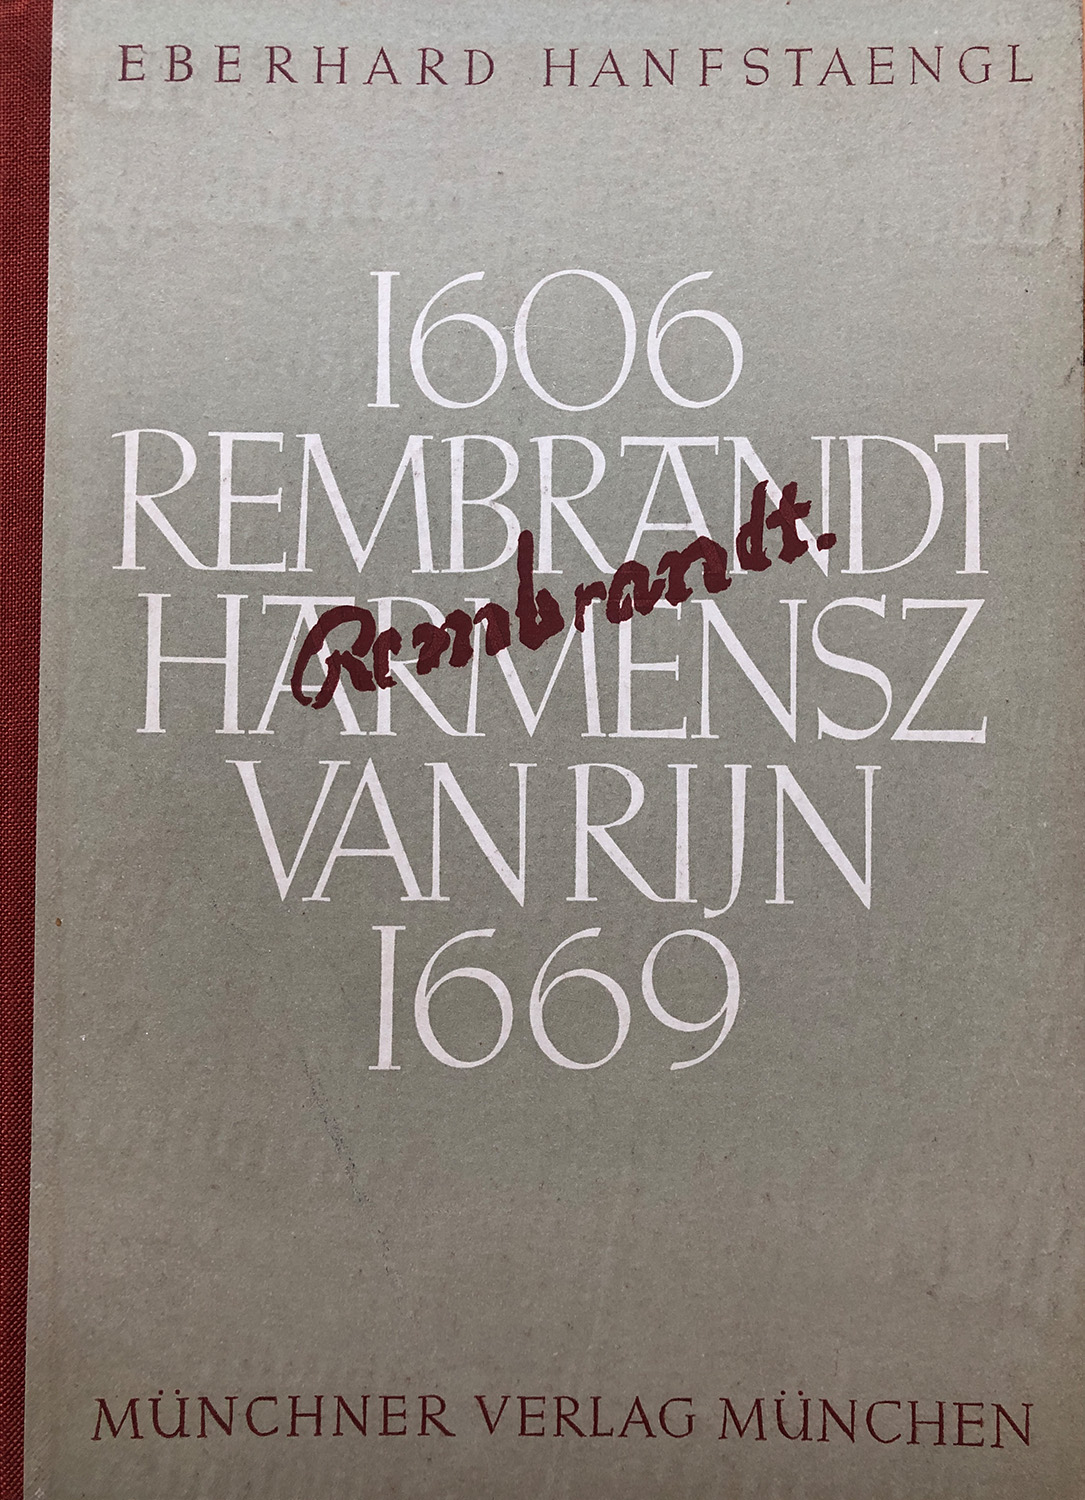 EBERHARD HANFSTAENGL
1606
REMBRANDT
Rembrandt.
HARMENSZ
VAN RIJN
1669
MÜNCHNER VERLAG MÜNCHEN